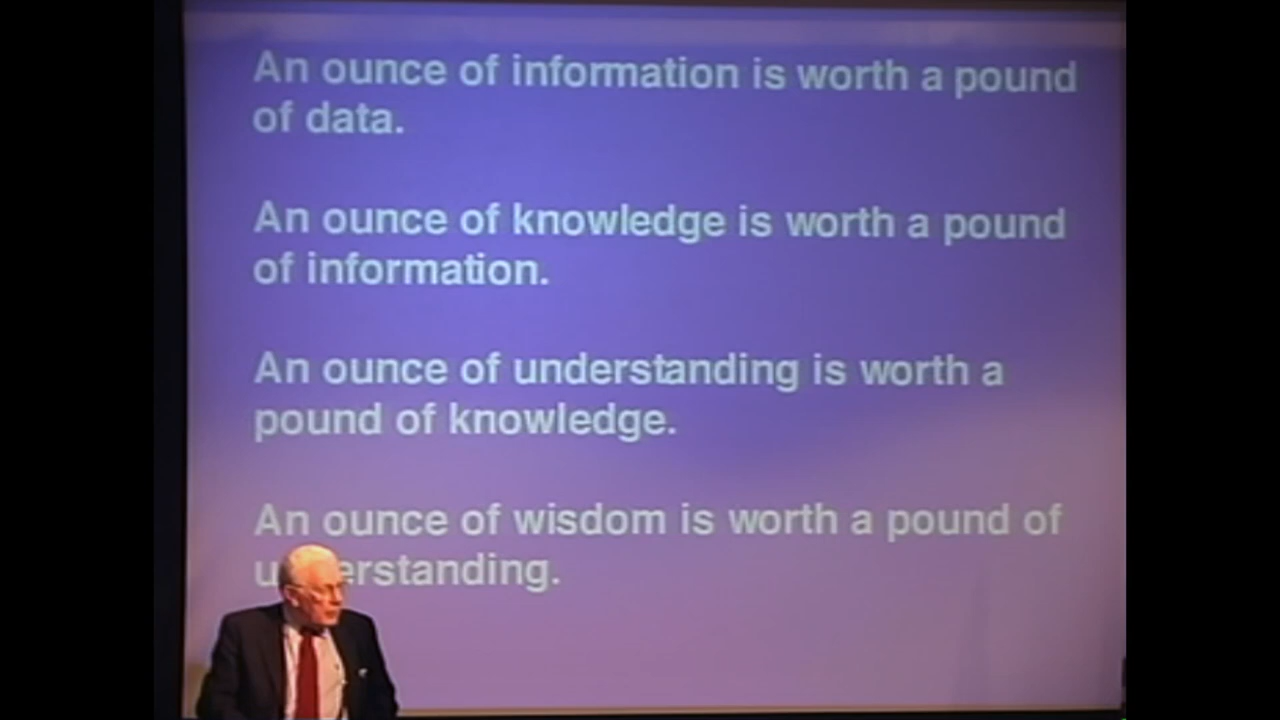 An ounce of information is worth a pound
of data.
An ounce of knowledge is worth a pound
of information.
An ounce of understanding is worth a
pound of knowledge.
An ounce of wisdom is worth a pound of
understanding.